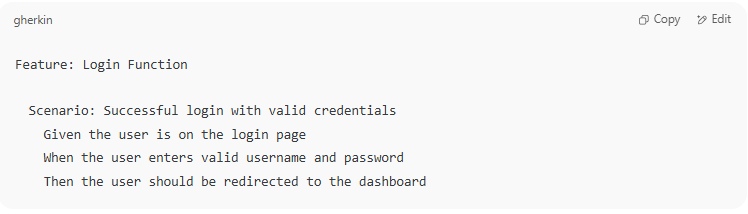 gherkin
Copy
Edit
Feature: Login Function
Scenario: Successful login with valid credentials
Given the user is on the login page
When the user enters valid username and password
Then the user should be redirected to the dashboard